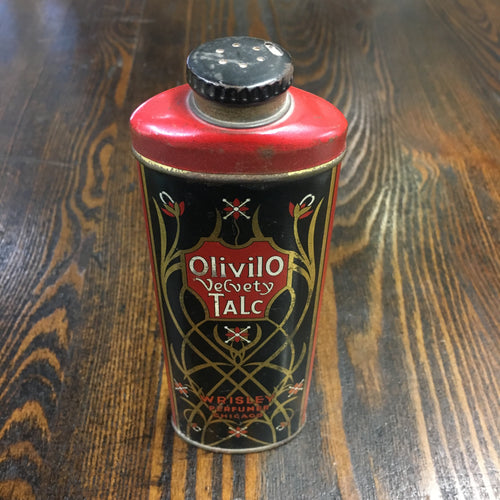 OlivilO
Velvety
TALC
WRISLEY
PERFUMER
CHICAGO